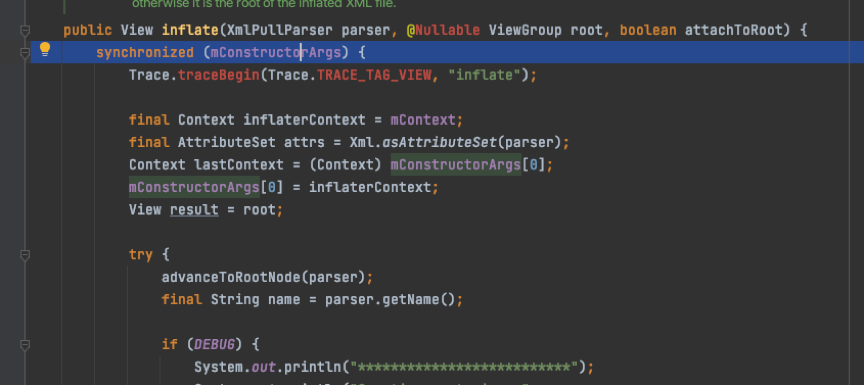 otherwise it is the root of the inflated XML file.
public View inflate(XmlPullParser parser, @Nullable ViewGroup root, boolean attachToRoot) {
synchronized (mConstructorArgs) {
Trace.traceBegin(Trace.TRACE_TAG_VIEW, "inflate");
final Context inflaterContext = mContext;
final AttributeSet attrs = Xml.asAttributeSet(parser);
Context lastContext = (Context) mConstructorArgs[0];
mConstructorArgs[0] = inflaterContext;
View result = root;
try {
advanceToRootNode(parser);
final String name = parser.getName();
if (DEBUG) {
System.out.println("**************************");